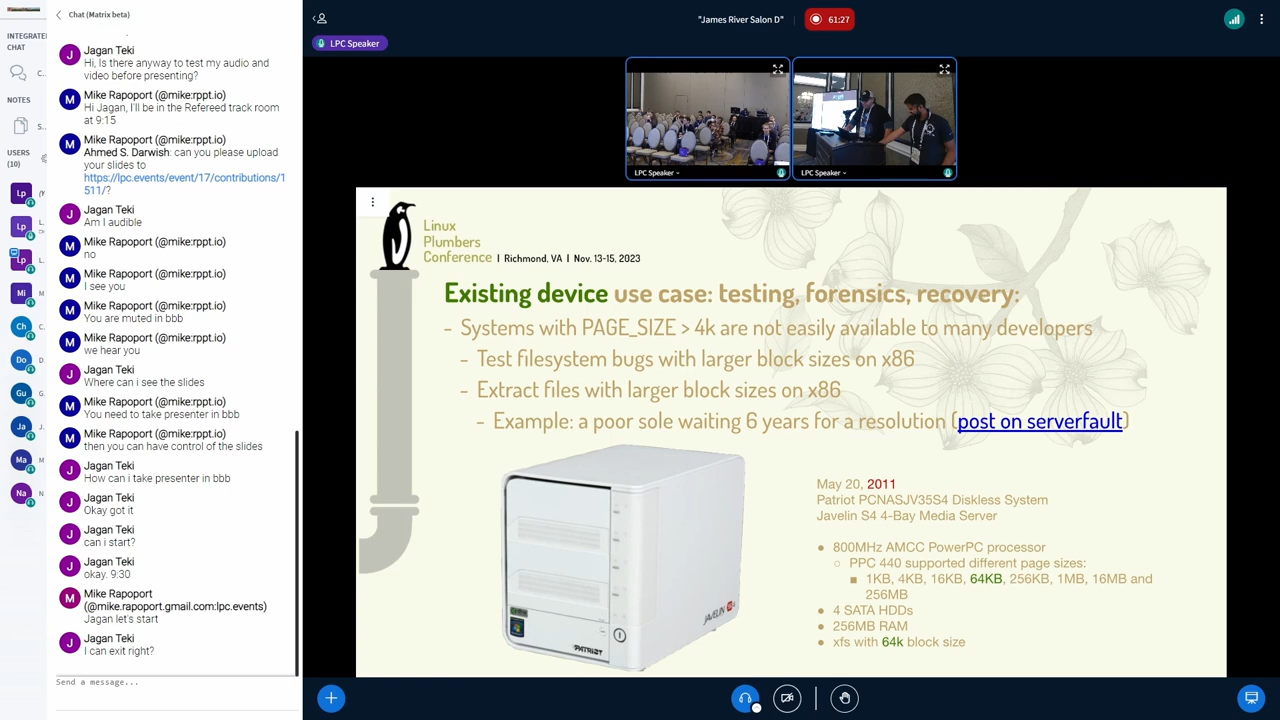 Chat (Matrix beta)
INTEGRATE
CHAT
C..
NOTES
S..
USERS
(10)
Lp
Lp
L..
L..
Mi
M
Ch
C.
Do
D.
Gu
G.
Ja
J.
Ma
M
Na
N
J
Jagan Teki
Hi, Is there anyway to test my audio and
video before presenting?
M
Mike Rapoport (@mike:rppt.io)
Hi Jagan, I'll be in the Refereed track room
at 9:15
M
Mike Rapoport (@mike:rppt.io)
Ahmed S. Darwish: can you please upload
your slides to
https://lpc.events/event/17/contributions/1
511/?
J
Jagan Teki
Am I audible
M
Mike Rapoport (@mike:rppt.io)
no
M
Mike Rapoport (@mike:rppt.io)
I see you
M
Mike Rapoport (@mike:rppt.io)
You are muted in bbb
M
Mike Rapoport (@mike:rppt.io)
we hear you
J
Jagan Teki
Where can i see the slides
M
Mike Rapoport (@mike:rppt.io)
You need to take presenter in bbb
M
Mike Rapoport (@mike:rppt.io)
then you can have control of the slides
J
Jagan Teki
How can i take presenter in bbb
J
Jagan Teki
Okay got it
J
Jagan Teki
can i start?
J
Jagan Teki
okay. 9:30
M
Mike Rapoport
(@mike.rapoport.gmail.com:lpc.events)
Jagan let's start
J
Jagan Teki
I can exit right?
Send a message...
"James River Salon D"
61:27
LPC Speaker
LPC Speaker
LPC Speaker
Linux
Plumbers
Conference | Richmond, VA | Nov. 13-15, 2023
Existing device use case: testing, forensics, recovery:
- Systems with PAGE_SIZE > 4k are not easily available to many developers
- Test filesystem bugs with larger block sizes on x86
- Extract files with larger block sizes on x86
- Example: a poor sole waiting 6 years for a resolution (post on serverfault)
May 20, 2011
Patriot PCNASJV35S4 Diskless System
Javelin S4 4-Bay Media Server
● 800MHz AMCC PowerPC processor
○ PPC 440 supported different page sizes:
■ 1KB, 4KB, 16KB, 64KB, 256KB, 1MB, 16MB and
256MB
● 4 SATA HDDs
● 256MB RAM
● xfs with 64k block size
JAVELIN
PATRIOT